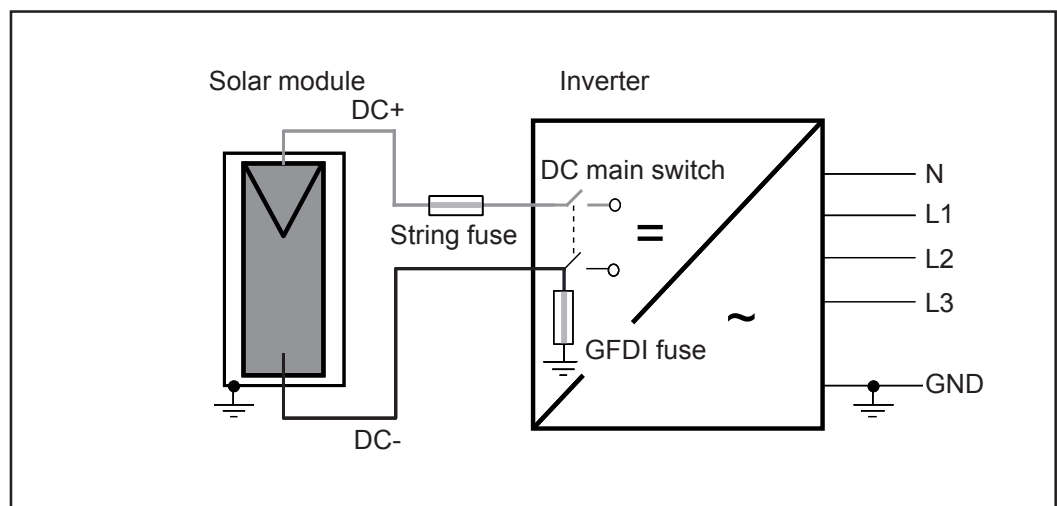 Solar module
Inverter
DC+
DC main switch
N
String fuse
=
L1
L2
L3
~
GFDI fuse
GND
DC-